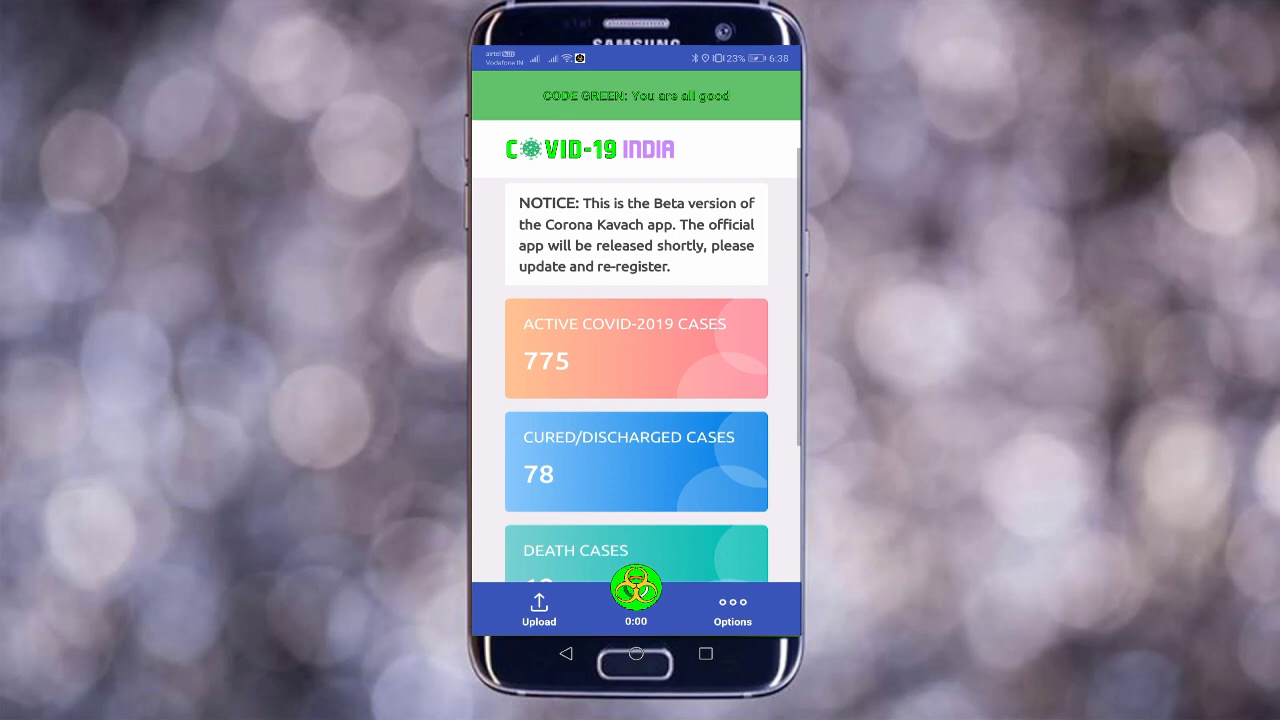 SAMSUNG
airtel
Vodafone IN
23%
6:38
CODE GREEN: You are all good
COVID-19 INDIA
NOTICE: This is the Beta version of
the Corona Kavach app. The official
app will be released shortly, please
update and re-register.
ACTIVE COVID-2019 CASES
775
CURED/DISCHARGED CASES
78
DEATH CASES
Upload
0:00
Options